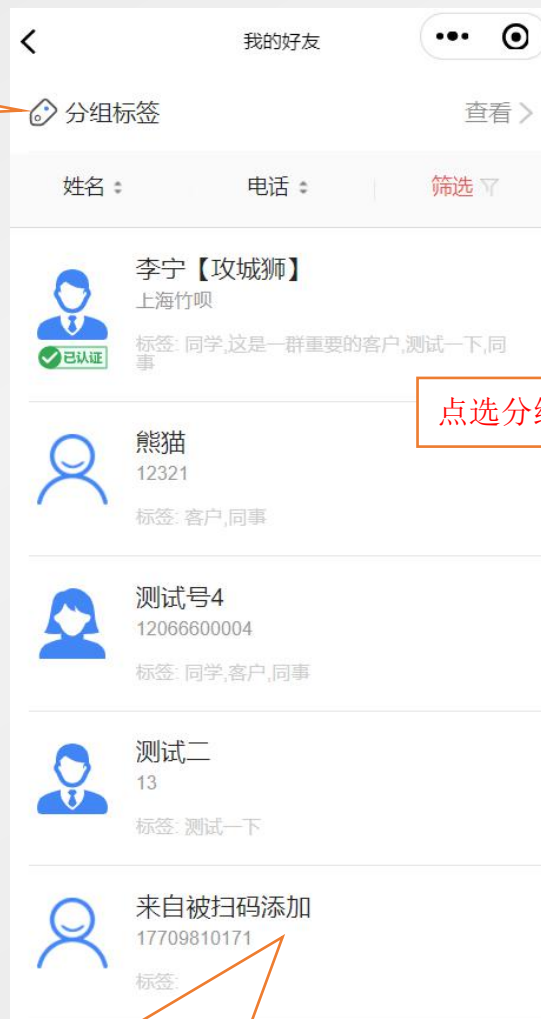 我的好友
分组标签
查看
姓名
电话
筛选
李宁【攻城狮】
上海竹呗
已认证
标签: 同学,这是一群重要的客户,测试一下,同
事
点选分组
熊猫
12321
标签: 客户,同事
测试号4
12066600004
标签: 同学,客户,同事
测试二
13
标签: 测试一下
来自被扫码添加
17709810171
标签: